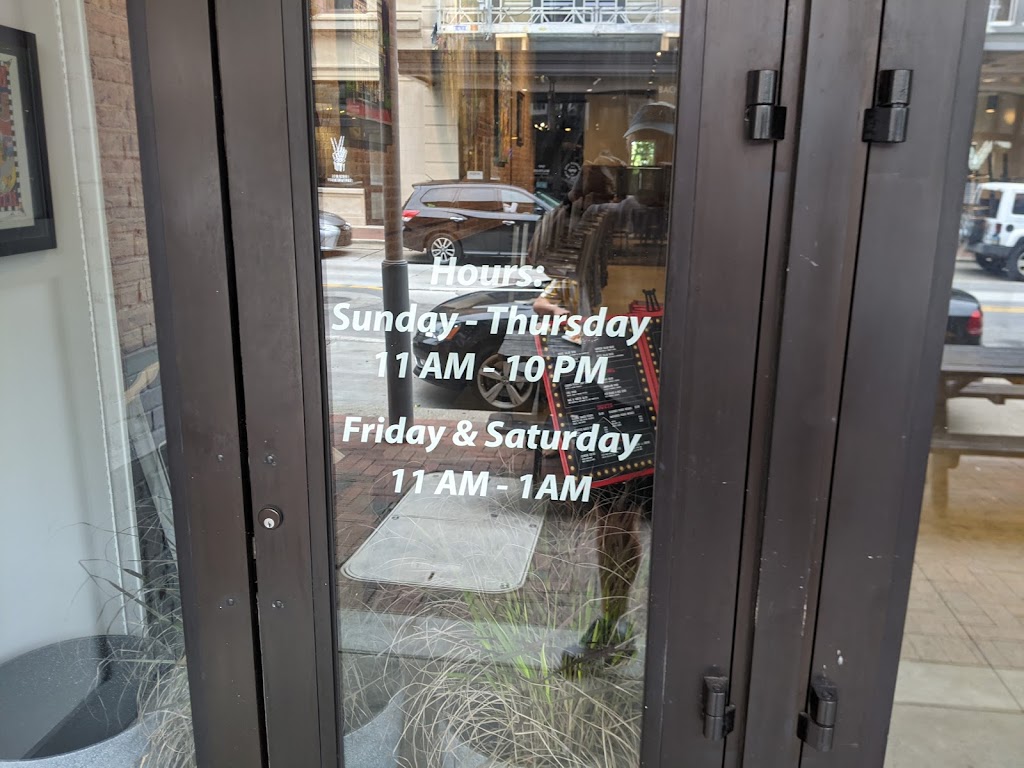 Hours:
Sunday - Thursday
11 AM - 10 PM
Friday & Saturday
11 AM - 1AM